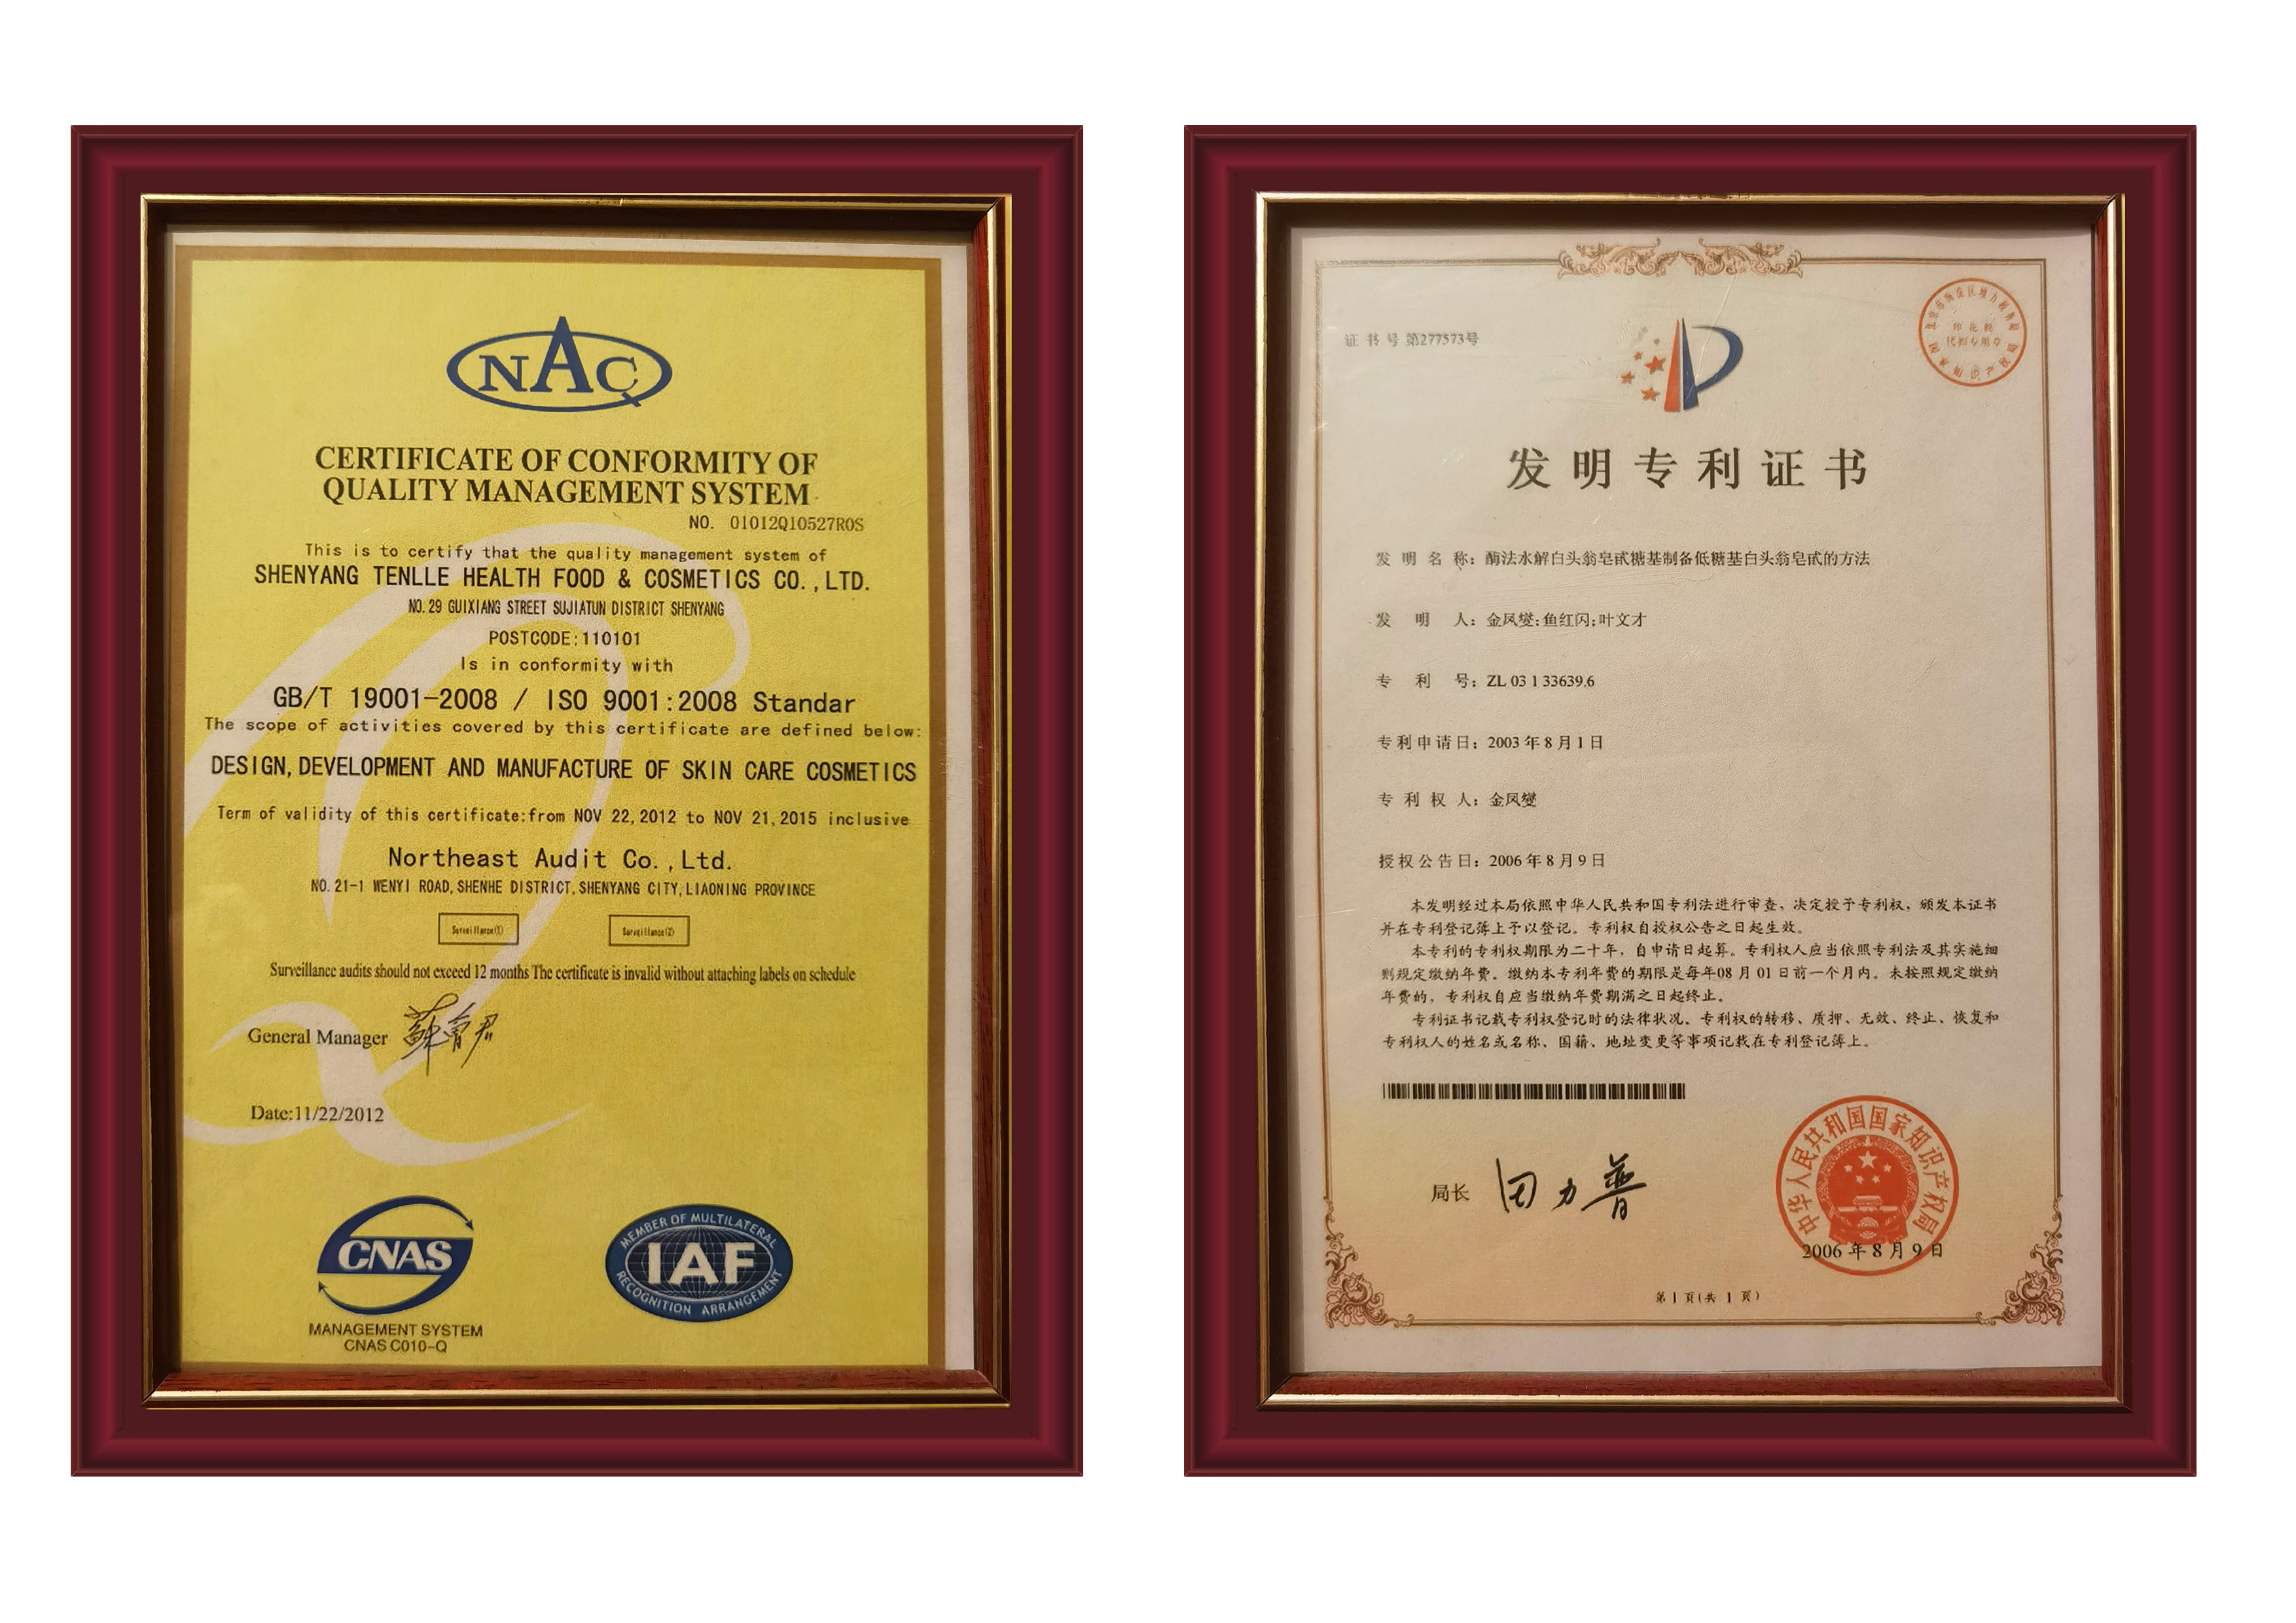 NAQ
CERTIFICATE OF CONFORMITY OF
QUALITY MANAGEMENT SYSTEM
NO. 01012Q10527R0S
This is to certify that the quality management system of
SHENYANG TENLLE HEALTH FOOD & COSMETICS CO.,LTD.
NO.29 GUIXIANG STREET SUJIATUN DISTRICT SHENYANG
POSTCODE:110101
Is in conformity with
GB/T 19001-2008 / ISO 9001:2008 Standar
The scope of activities covered by this certificate are defined below:
DESIGN,DEVELOPMENT AND MANUFACTURE OF SKIN CARE COSMETICS
Term of validity of this certificate:from NOV 22,2012 to NOV 21,2015 inclusive
Northeast Audit Co.,Ltd.
NO.21-1 WENYI ROAD,SHENHE DISTRICT,SHENYANG CITY,LIAONING PROVINCE
Surveillance(1) Surveillance(2)
Surveillance audits should not exceed 12 months The certificate is invalid without attaching labels on schedule
General Manager
Date:11/22/2012
CNAS
MANAGEMENT SYSTEM
CNAS C010-Q
MEMBER OF MULTILATERAL
IAF
RECOGNITION ARRANGEMENT
证书号第277573号
印花税
代扣专用章
发明专利证书
发明名称：酶法水解白头翁皂甙糖基制备低糖基白头翁皂甙的方法
发明人：金凤燮;鱼红闪;叶文才
专利号：ZL 03 1 33639.6
专利申请日：2003年8月1日
专利权人：金凤燮
授权公告日：2006年8月9日
本发明经过本局依照中华人民共和国专利法进行审查，决定授予专利权，颁发本证书
并在专利登记簿上予以登记。专利权自授权公告之日起生效。
本专利的专利权期限为二十年，自申请日起算。专利权人应当依照专利法及其实施细
则规定缴纳年费。缴纳本专利年费的期限是每年08月01日前一个月内。未按照规定缴纳
年费的，专利权自应当缴纳年费期满之日起终止。
专利证书记载专利权登记时的法律状况。专利权的转移、质押、无效、终止、恢复和
专利权人的姓名或名称、国籍、地址变更等事项记载在专利登记簿上。
局长 田力普
中华人民共和国国家知识产权局
2006年8月9日
第1页(共1页)